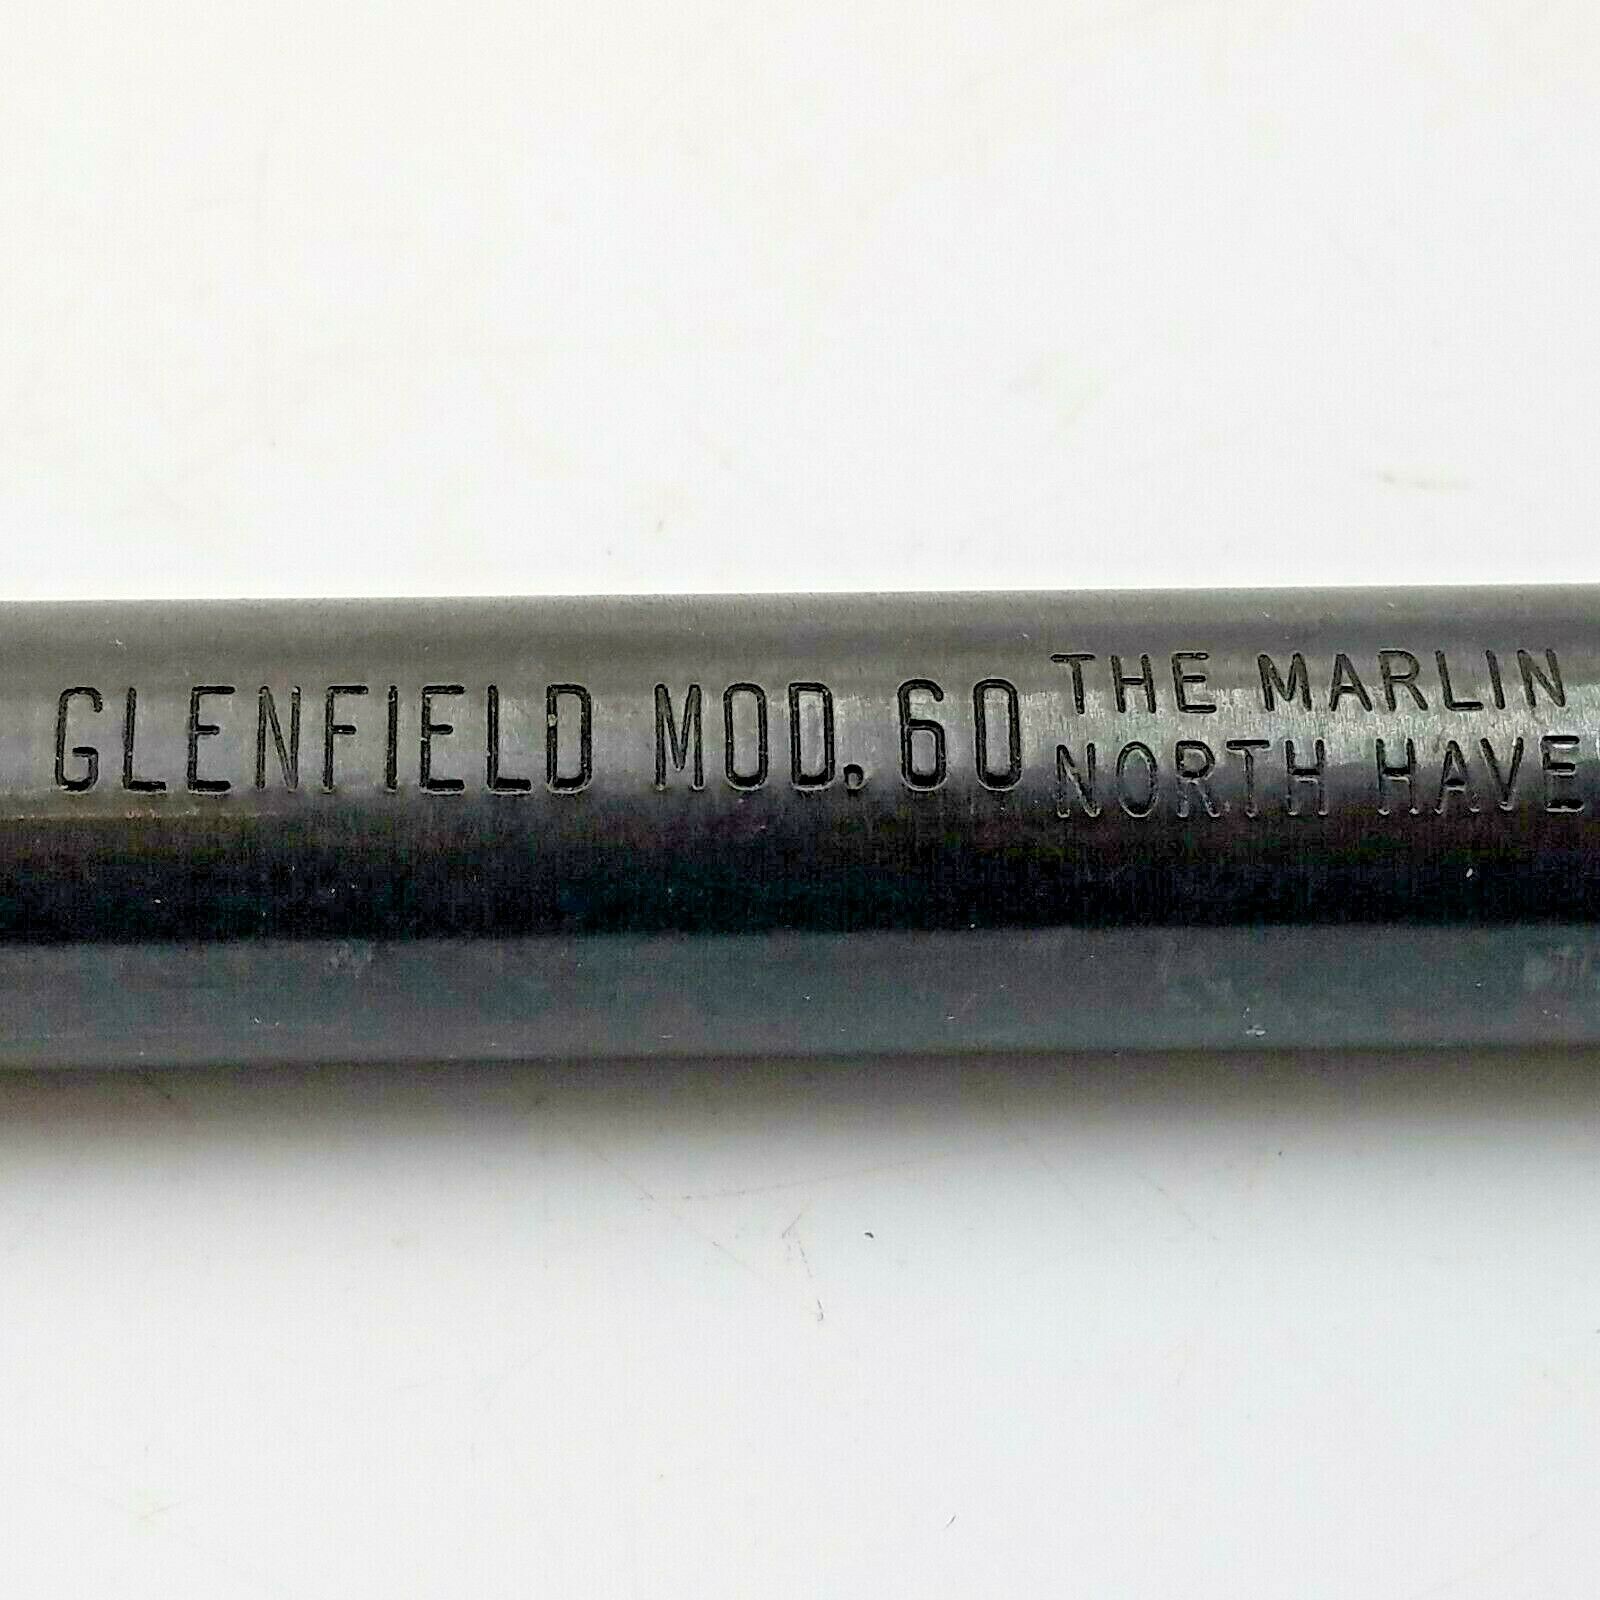 GLENFIELD MOD. 60
THE MARLIN
NORTH HAVE